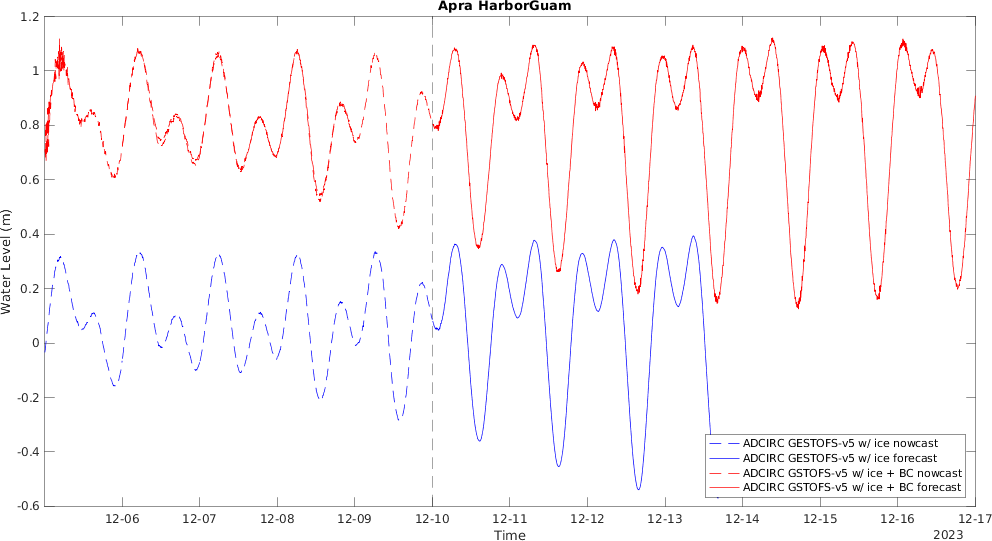 Apra HarborGuam
1.2
1
0.8
0.6
0.4
0.2
0
-0.2
-0.4
-0.6
Water Level (m)
ADCIRC GESTOFS-v5 w/ ice nowcast
ADCIRC GESTOFS-v5 w/ ice forecast
ADCIRC GSTOFS-v5 w/ ice + BC nowcast
ADCIRC GSTOFS-v5 w/ ice + BC forecast
12-06 12-07 12-08 12-09 12-10 12-11 12-12 12-13 12-14 12-15 12-16 12-17
Time
2023